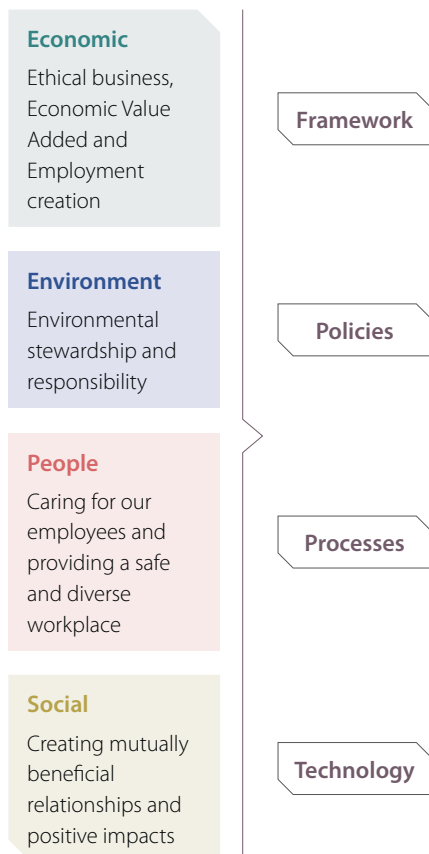 Economic
Ethical business,
Economic Value
Added and
Employment
creation
Environment
Environmental
stewardship and
responsibility
People
Caring for our
employees and
providing a safe
and diverse
workplace
Social
Creating mutually
beneficial
relationships and
positive impacts
Framework
Policies
Processes
Technology